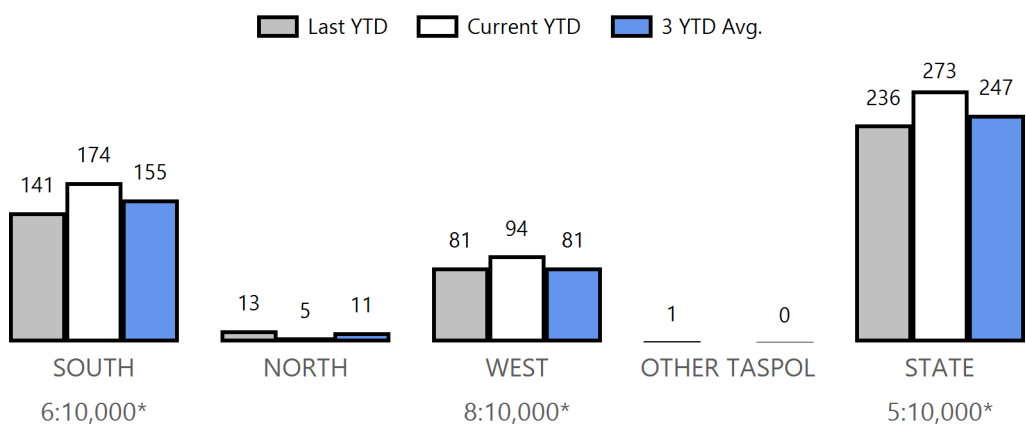 Last YTD Current YTD 3 YTD Avg.
141 174 155 13 5 11 81 94 81 1 0 236 273 247
SOUTH NORTH WEST OTHER TASPOL STATE
6:10,000* 8:10,000* 5:10,000*